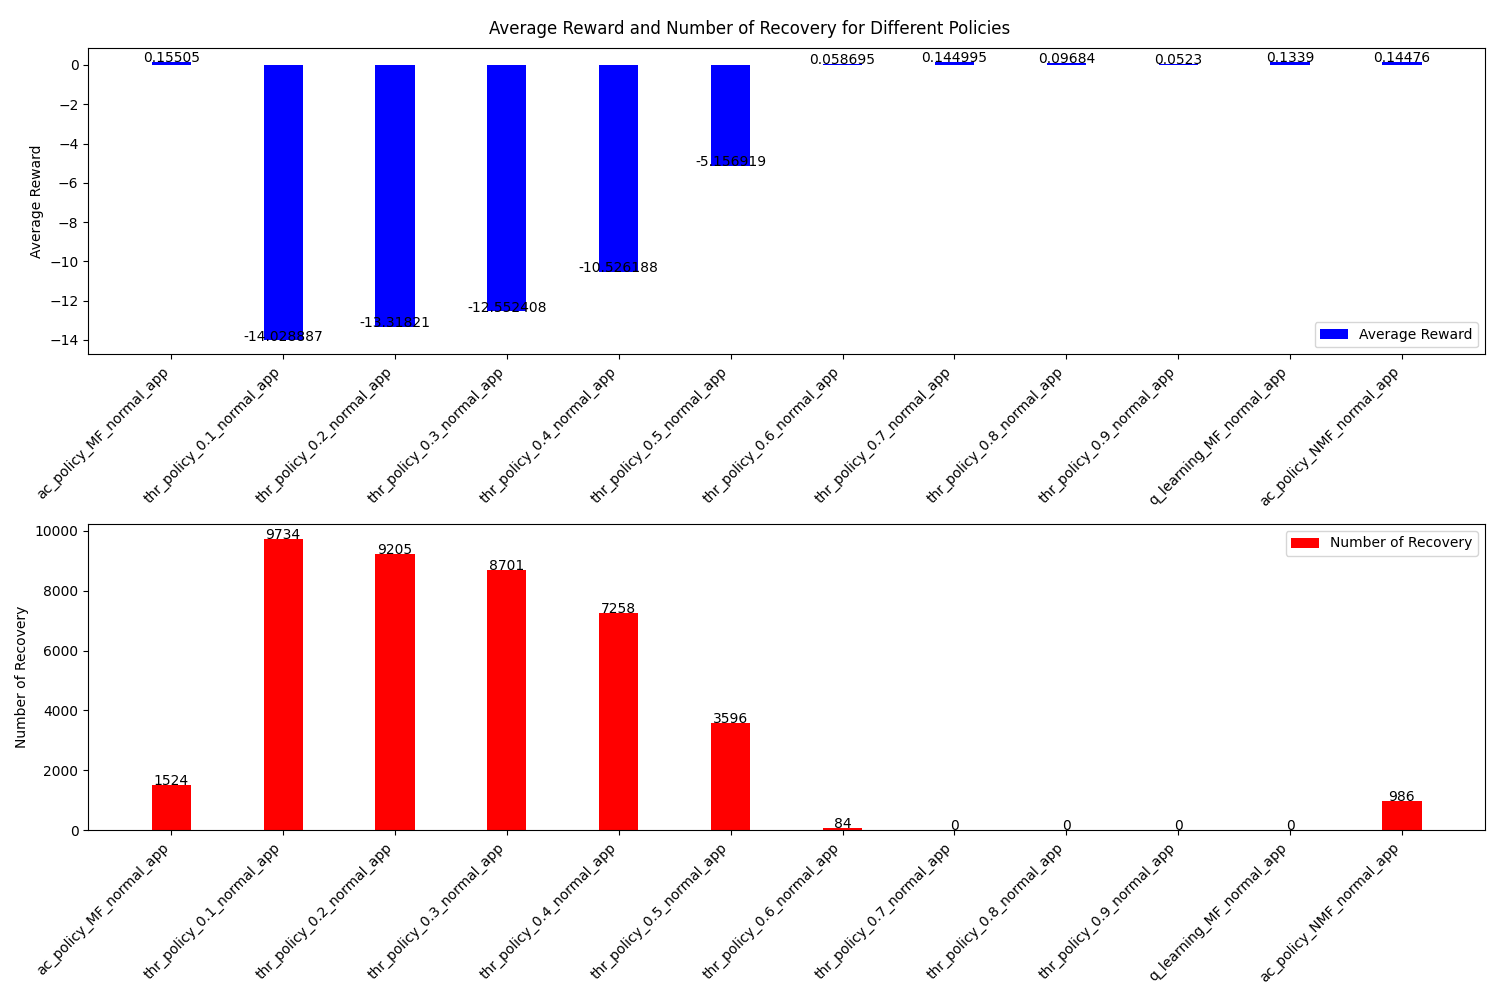 Average Reward and Number of Recovery for Different Policies
0.15505
-14.028887
-13.31821
-12.552408
-10.526188
-5.156919
0.058695
0.144995
0.09684
0.0523
0.1339
0.14476
0
−2
−4
−6
−8
−10
−12
−14
Average Reward
Average Reward
ac_policy_MF_normal_app
thr_policy_0.1_normal_app
thr_policy_0.2_normal_app
thr_policy_0.3_normal_app
thr_policy_0.4_normal_app
thr_policy_0.5_normal_app
thr_policy_0.6_normal_app
thr_policy_0.7_normal_app
thr_policy_0.8_normal_app
thr_policy_0.9_normal_app
q_learning_MF_normal_app
ac_policy_NMF_normal_app
10000
8000
6000
4000
2000
0
Number of Recovery
Number of Recovery
1524
9734
9205
8701
7258
3596
84
0
0
0
0
986
ac_policy_MF_normal_app
thr_policy_0.1_normal_app
thr_policy_0.2_normal_app
thr_policy_0.3_normal_app
thr_policy_0.4_normal_app
thr_policy_0.5_normal_app
thr_policy_0.6_normal_app
thr_policy_0.7_normal_app
thr_policy_0.8_normal_app
thr_policy_0.9_normal_app
q_learning_MF_normal_app
ac_policy_NMF_normal_app